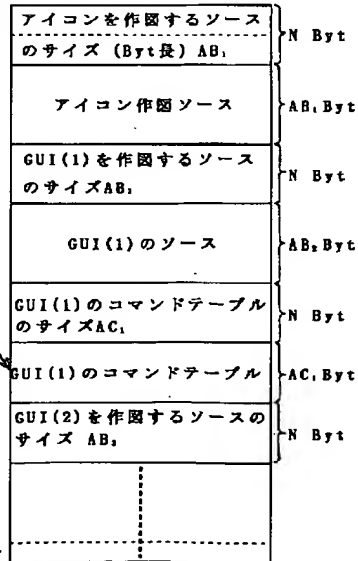 アイコンを作図するソース
のサイズ (Byt長) AB₁
N Byt
アイコン作図ソース
AB₁Byt
GUI(1)を作図するソース
のサイズAB₂
N Byt
GUI(1)のソース
AB₂Byt
GUI(1)のコマンドテーブル
のサイズAC₁
N Byt
GUI(1)のコマンドテーブル
AC₁Byt
GUI(2)を作図するソースの
サイズ AB₃
N Byt